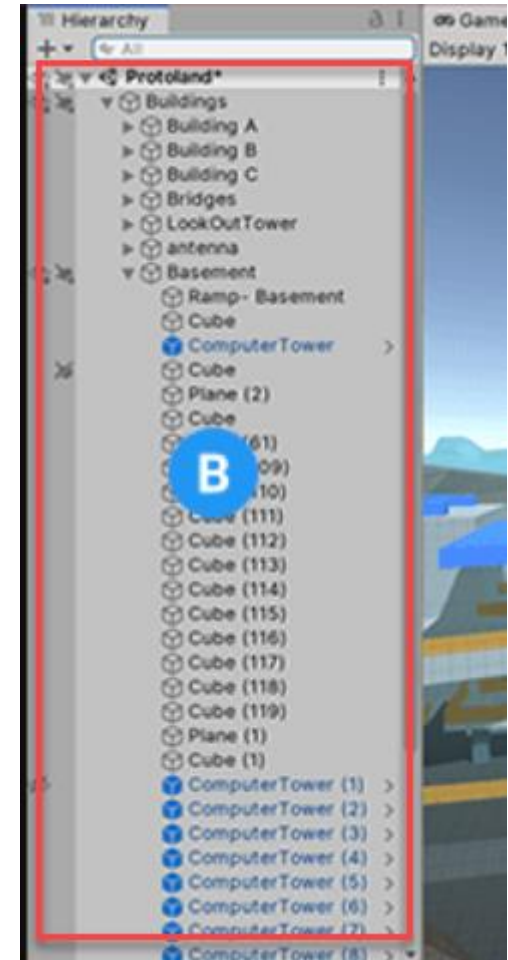 Hierarchy
Game
All
Display 1
Protoland*
Buildings
Building A
Building B
Building C
Bridges
LookOutTower
antenna
Basement
Ramp- Basement
Cube
ComputerTower
Cube
Plane (2)
Cube
61)
09)
B
10)
Cube (111)
Cube (112)
Cube (113)
Cube (114)
Cube (115)
Cube (116)
Cube (117)
Cube (118)
Cube (119)
Plane (1)
Cube (1)
ComputerTower (1)
ComputerTower (2)
ComputerTower (3)
ComputerTower (4)
ComputerTower (5)
ComputerTower (6)
ComputerTower (7)
ComputerTower (8)